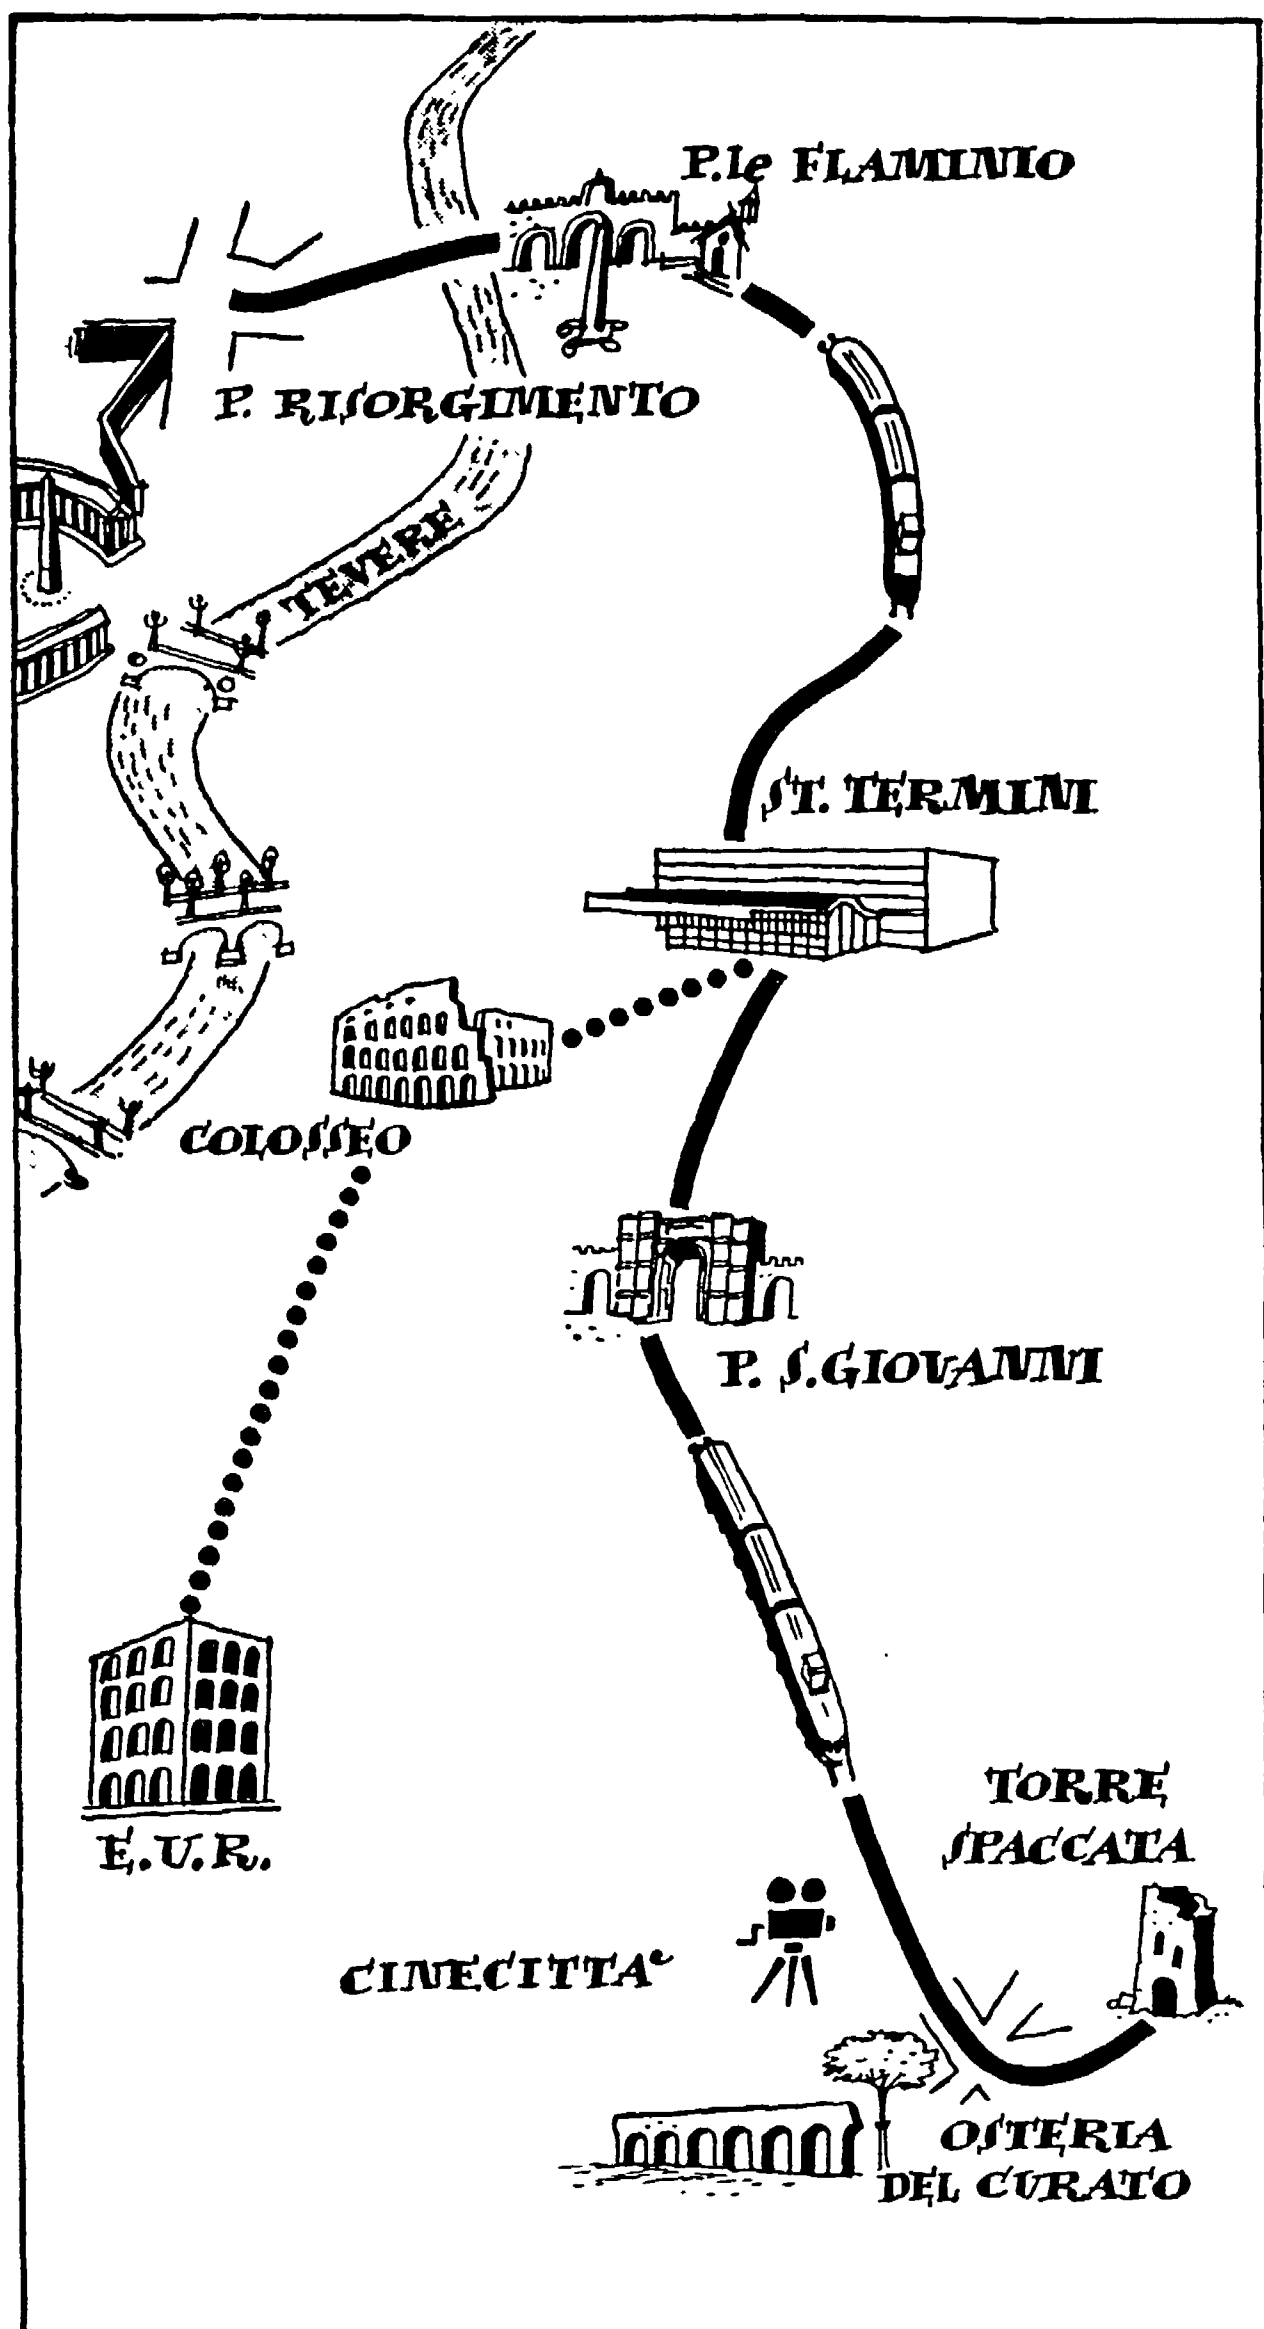 P.le FLAMINIO
P. RISORGIMENTO
TEVERE
ST. TERMINI
COLOSSEO
P. S. GIOVANNI
E.U.R.
TORRE
SPACCATA
CINECITTA'
OSTERIA
DEL CURATO